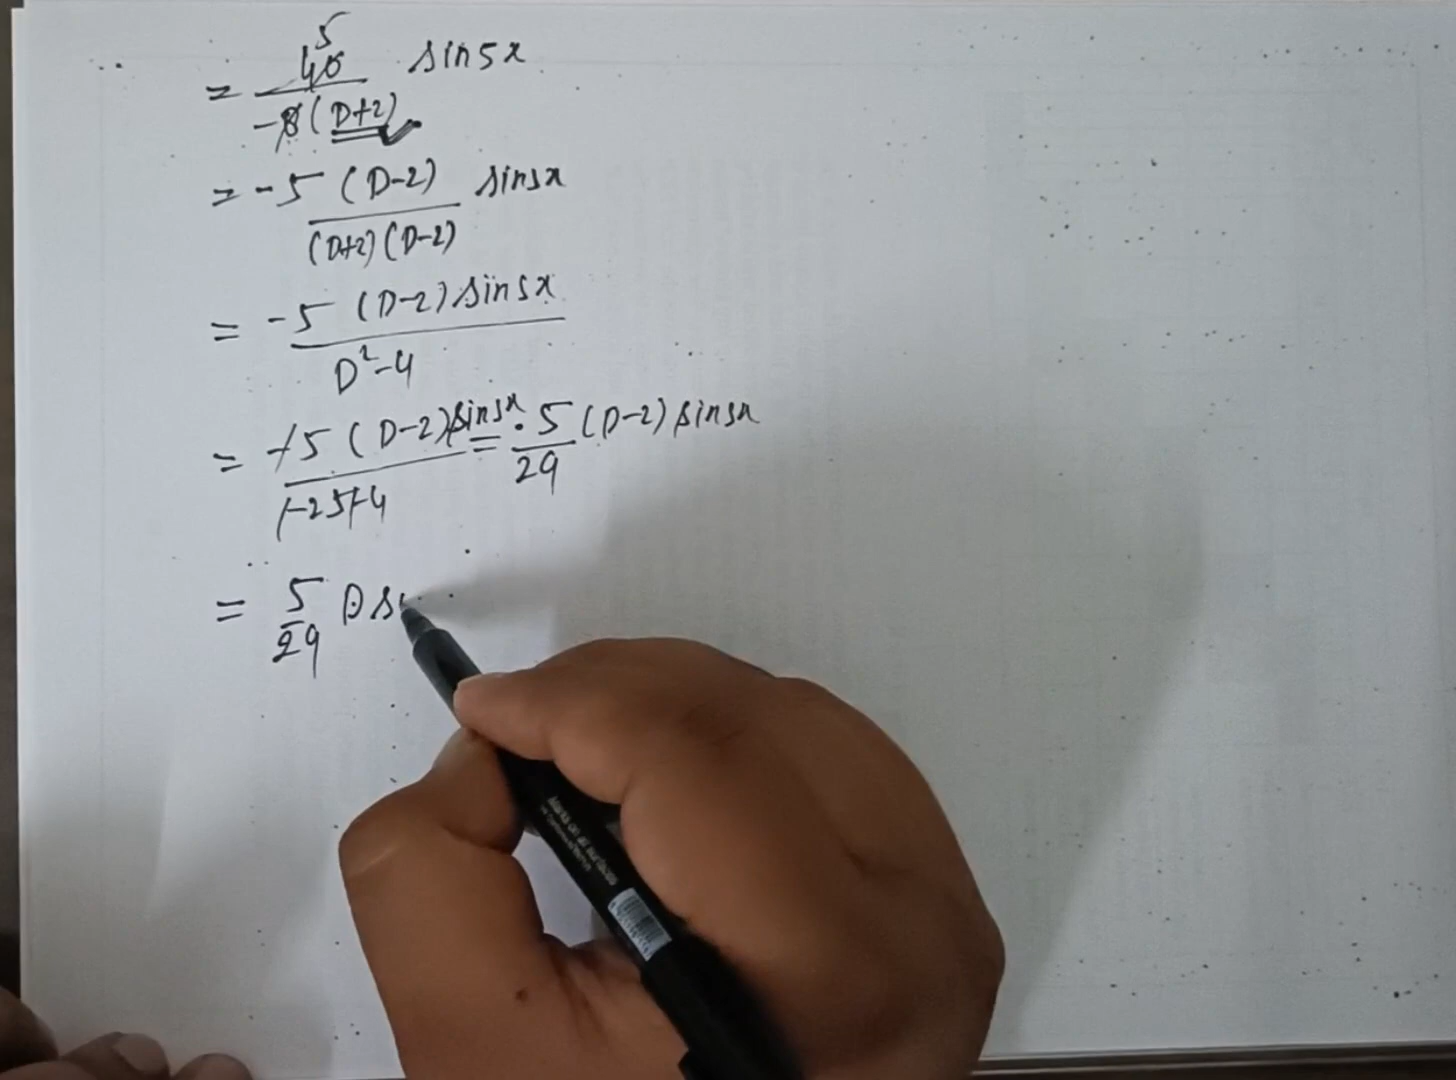 5
= 40/-8(D+2) sin5x
= -5 (D-2)/(D+2)(D-2) sin5x
= -5 (D-2) sin5x/D²-4
= -5 (D-2) sin5x/-25-4 = 5/29 (D-2) sin5x
= 5/29 D s